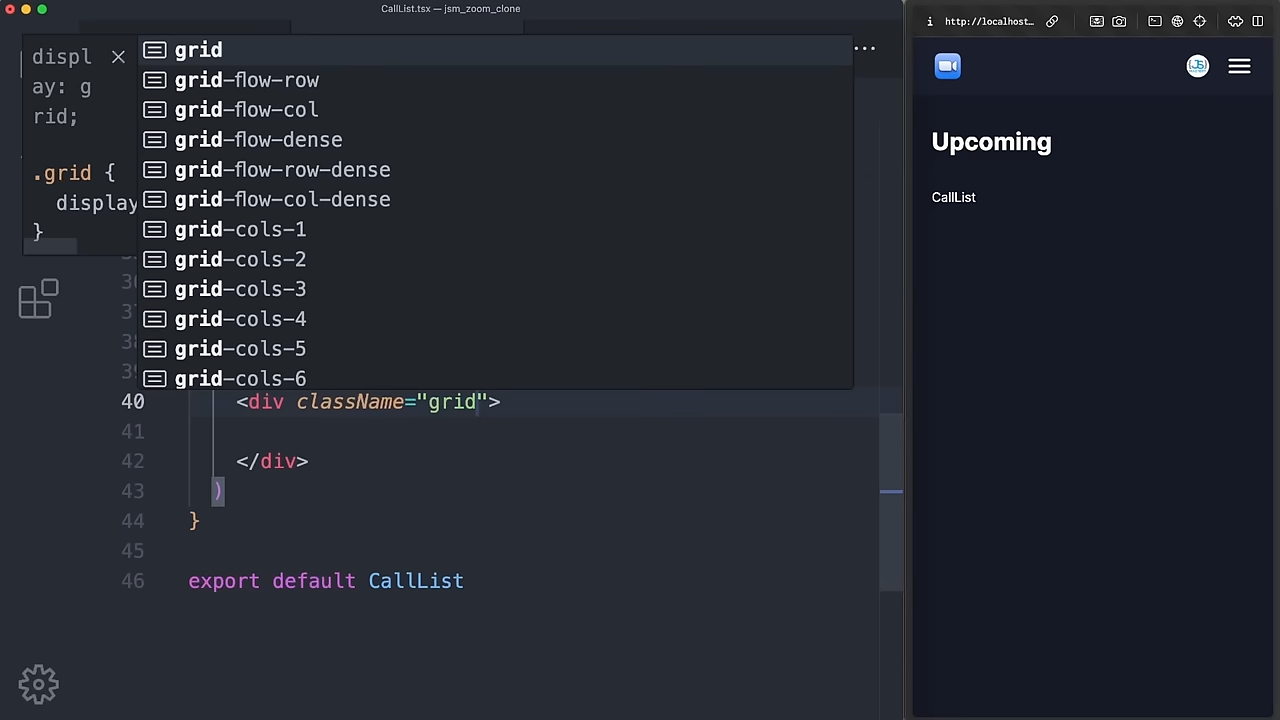 CallList.tsx — jsm_zoom_clone
displ
ay: g
rid;
.grid {
display
}
grid
grid-flow-row
grid-flow-col
grid-flow-dense
grid-flow-row-dense
grid-flow-col-dense
grid-cols-1
grid-cols-2
grid-cols-3
grid-cols-4
grid-cols-5
grid-cols-6
40 <div className="grid">
41
42 </div>
43 )
44 }
45
46 export default CallList
http://localhost...
Upcoming
CallList